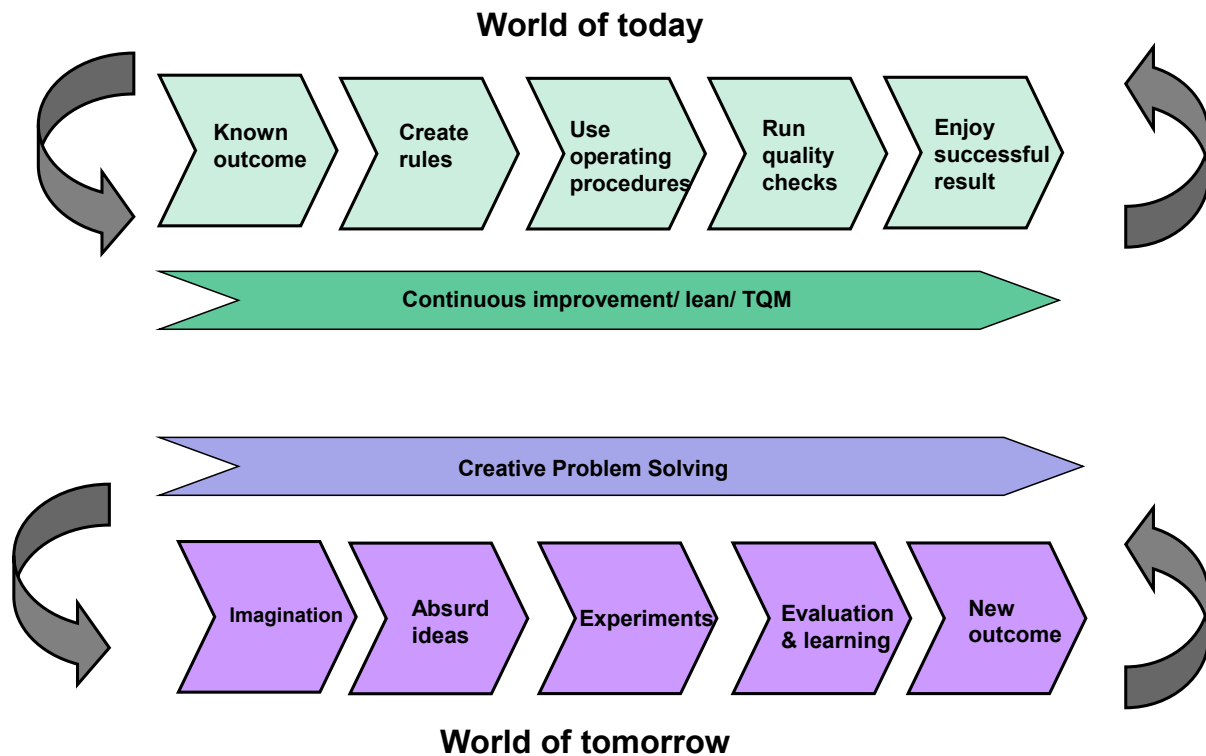 World of today
Known
outcome
Create
rules
Use
operating
procedures
Run
quality
checks
Enjoy
successful
result
Continuous improvement/ lean/ TQM
Creative Problem Solving
Imagination
Absurd
ideas
Experiments
Evaluation
& learning
New
outcome
World of tomorrow